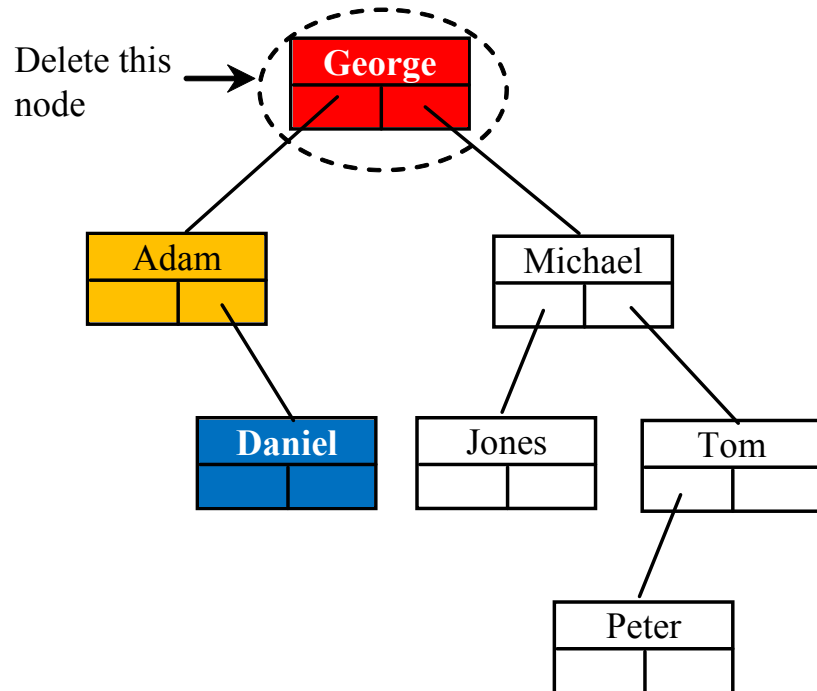 George
Delete this
node
Adam
Michael
Daniel
Jones
Tom
Peter